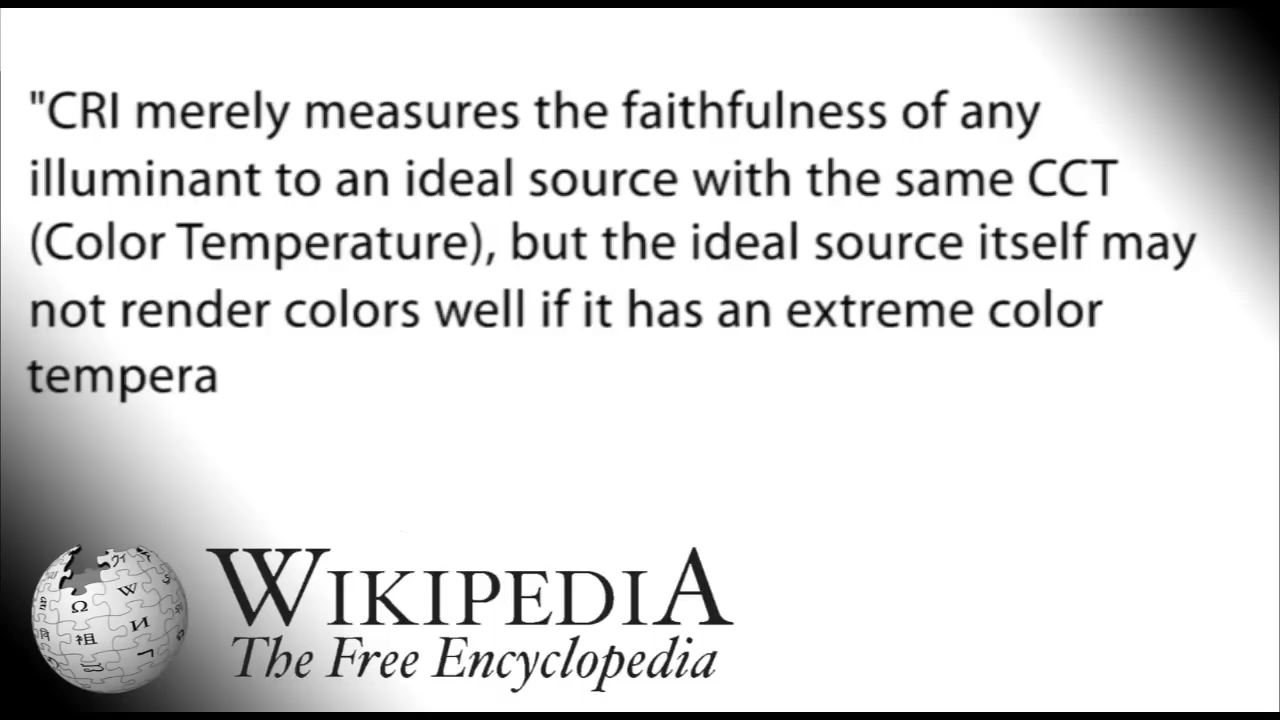 "CRI merely measures the faithfulness of any
illuminant to an ideal source with the same CCT
(Color Temperature), but the ideal source itself may
not render colors well if it has an extreme color
tempera
Ω
W
И
祖
WIKIPEDIA
The Free Encyclopedia